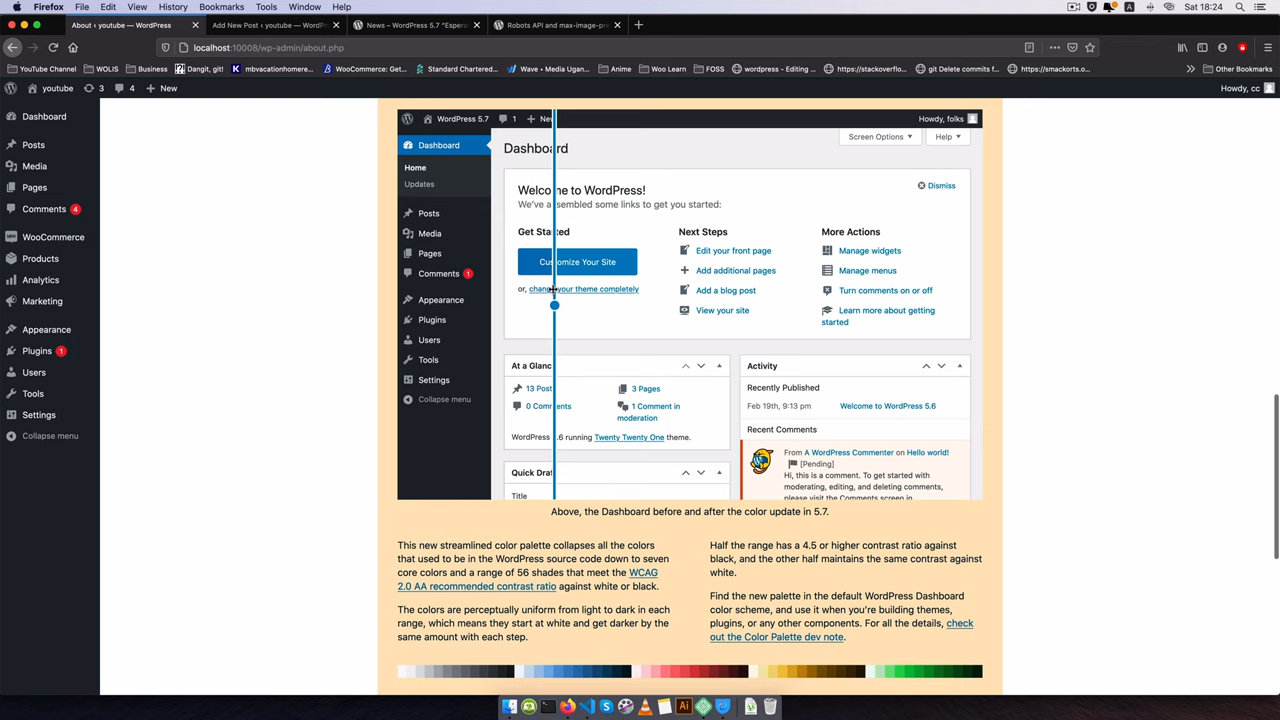 Firefox File Edit View History Bookmarks Tools Window Help
Sat 18:24
About ‹ youtube — WordPress
Add New Post ‹ youtube — WordPress
News – WordPress 5.7 "Espera
Robots API and max-image-pre
localhost:10008/wp-admin/about.php
YouTube Channel WOLIS Business Dangit, git! mbvacationhomere... WooCommerce: Get... Standard Chartered... Wave • Media Ugan... Anime Woo Learn FOSS wordpress - Editing ... https://stackoverflo... git Delete commits f... https://smackorts.o... Other Bookmarks
youtube 3 4 New
Howdy, cc
Dashboard
Posts
Media
Pages
Comments 4
WooCommerce
Products
Analytics
Marketing
Appearance
Plugins 1
Users
Tools
Settings
Collapse menu
WordPress 5.7 1 New
Howdy, folks
Dashboard
Home
Updates
Posts
Media
Pages
Comments 1
Appearance
Plugins
Users
Tools
Settings
Collapse menu
Screen Options
Help
Dashboard
Welcome to WordPress!
Dismiss
We've assembled some links to get you started:
Get Started
Customize Your Site
or, change your theme completely
Next Steps
Edit your front page
Add additional pages
Add a blog post
View your site
More Actions
Manage widgets
Manage menus
Turn comments on or off
Learn more about getting
started
At a Glanc
13 Post
3 Pages
0 Comments
1 Comment in
moderation
WordPress 5.6 running Twenty Twenty One theme.
Quick Draf
Title
Activity
Recently Published
Feb 19th, 9:13 pm Welcome to WordPress 5.6
Recent Comments
From A WordPress Commenter on Hello world!
[Pending]
Hi, this is a comment. To get started with
moderating, editing, and deleting comments,
please visit the Comments screen in
Above, the Dashboard before and after the color update in 5.7.
This new streamlined color palette collapses all the colors
that used to be in the WordPress source code down to seven
core colors and a range of 56 shades that meet the WCAG
2.0 AA recommended contrast ratio against white or black.
The colors are perceptually uniform from light to dark in each
range, which means they start at white and get darker by the
same amount with each step.
Half the range has a 4.5 or higher contrast ratio against
black, and the other half maintains the same contrast against
white.
Find the new palette in the default WordPress Dashboard
color scheme, and use it when you're building themes,
plugins, or any other components. For all the details, check
out the Color Palette dev note.